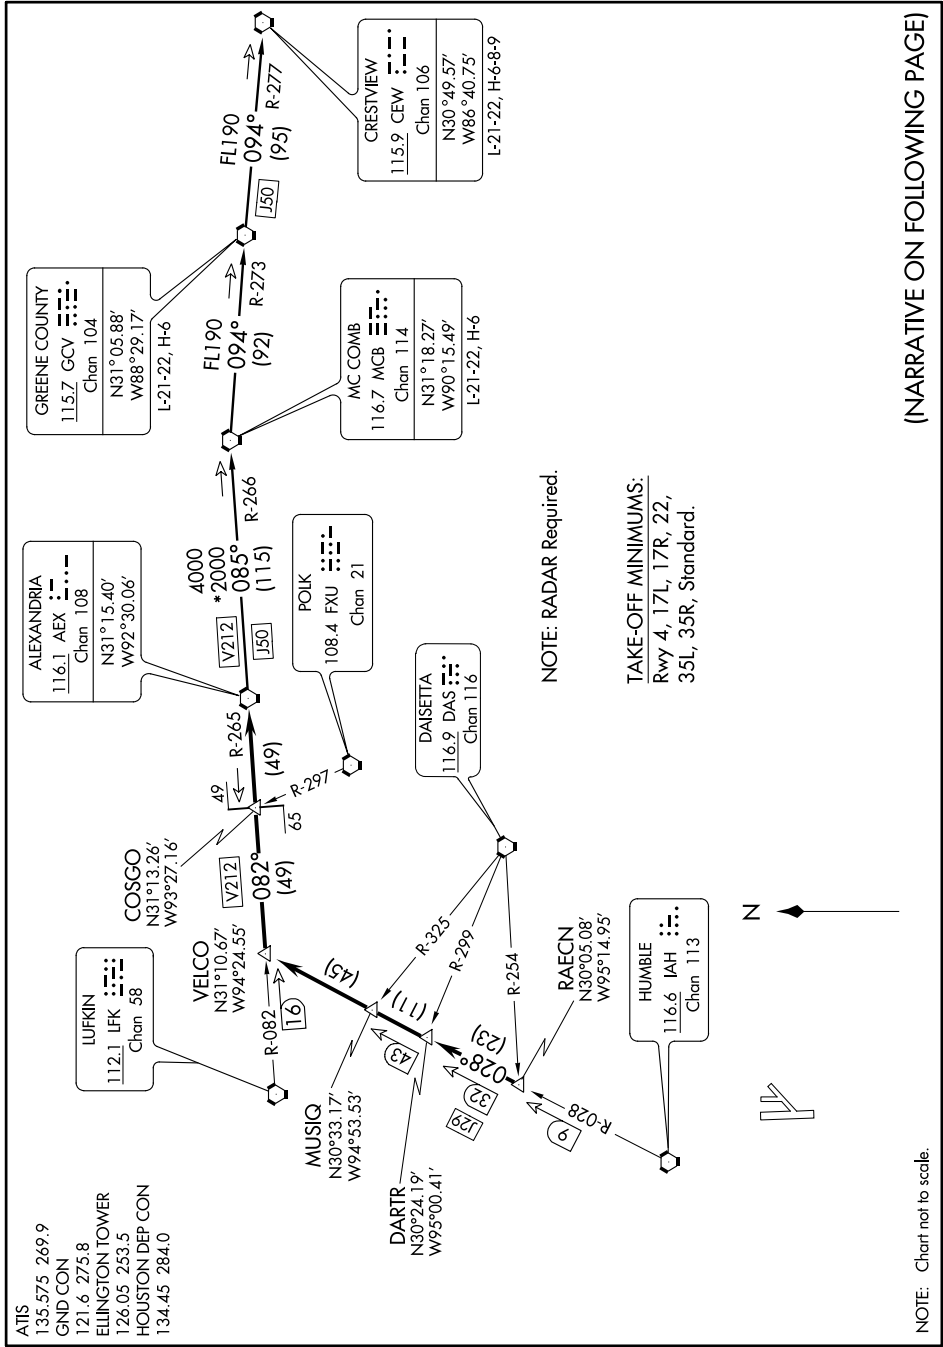 ATIS
135.575 269.9
GND CON
121.6 275.8
ELLINGTON TOWER
126.05 253.5
HOUSTON DEP CON
134.45 284.0
LUFKIN
112.1 LFK
Chan 58
R-082
16
VELCO
N31°10.67'
W94°24.55'
MUSIQ
N30°33.17'
W94°53.53'
DARTR
N30°24.19'
W95°00.41'
(45)
(11)
43
028°
(23)
32
J29
9
R-028
RAECN
N30°05.08'
W95°14.95'
HUMBLE
116.6 IAH
Chan 113
DAISETTA
116.9 DAS
Chan 116
R-325
R-299
R-254
COSGO
N31°13.26'
W93°27.16'
V212
082°
(49)
49
65
R-265
(49)
R-297
POLK
108.4 FXU
Chan 21
ALEXANDRIA
116.1 AEX
Chan 108
N31°15.40'
W92°30.06'
4000
*2000
085°
(115)
V212
J50
R-266
MC COMB
116.7 MCB
Chan 114
N31°18.27'
W90°15.49'
L-21-22, H-6
FL190
094°
(92)
R-273
GREENE COUNTY
115.7 GCV
Chan 104
N31°05.88'
W88°29.17'
L-21-22, H-6
FL190
094°
(95)
J50
R-277
CRESTVIEW
115.9 CEW
Chan 106
N30°49.57'
W86°40.75'
L-21-22, H-6-8-9
N
NOTE: RADAR Required.
TAKE-OFF MINIMUMS:
Rwy 4, 17L, 17R, 22,
35L, 35R, Standard.
NOTE: Chart not to scale.
(NARRATIVE ON FOLLOWING PAGE)